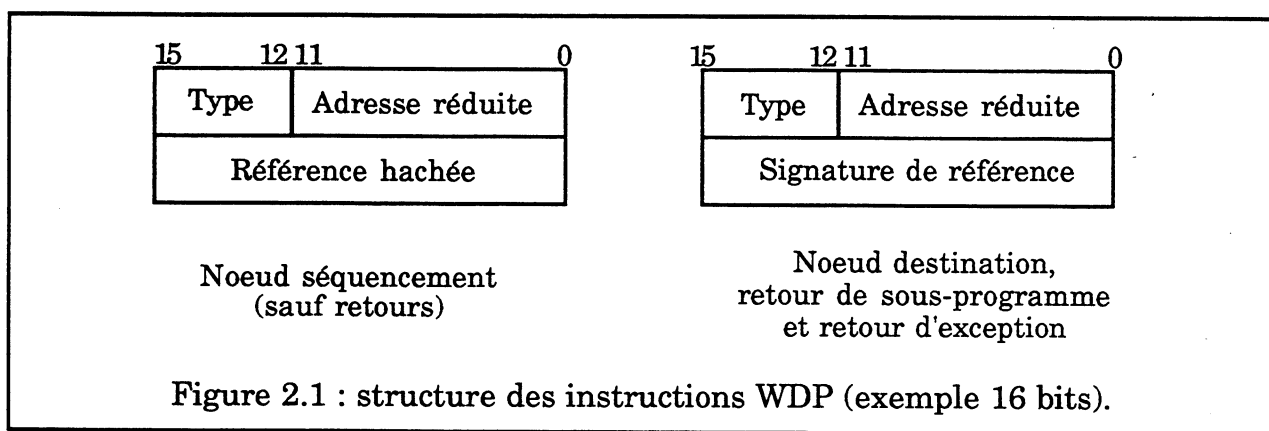 15 12 11 0
Type Adresse réduite
Référence hachée
Noeud séquencement
(sauf retours)
15 12 11 0
Type Adresse réduite
Signature de référence
Noeud destination,
retour de sous-programme
et retour d'exception
Figure 2.1 : structure des instructions WDP (exemple 16 bits).